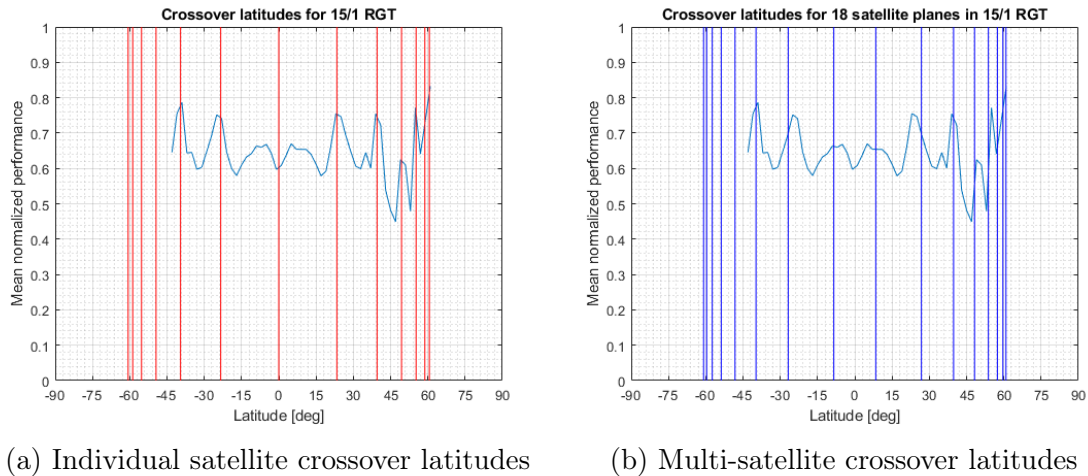 Crossover latitudes for 15/1 RGT
1
0.9
0.8
0.7
0.6
0.5
0.4
0.3
0.2
0.1
0
Mean normalized performance
-90 -75 -60 -45 -30 -15 0 15 30 45 60 75 90
Latitude [deg]
(a) Individual satellite crossover latitudes
Crossover latitudes for 18 satellite planes in 15/1 RGT
1
0.9
0.8
0.7
0.6
0.5
0.4
0.3
0.2
0.1
0
Mean normalized performance
-90 -75 -60 -45 -30 -15 0 15 30 45 60 75 90
Latitude [deg]
(b) Multi-satellite crossover latitudes